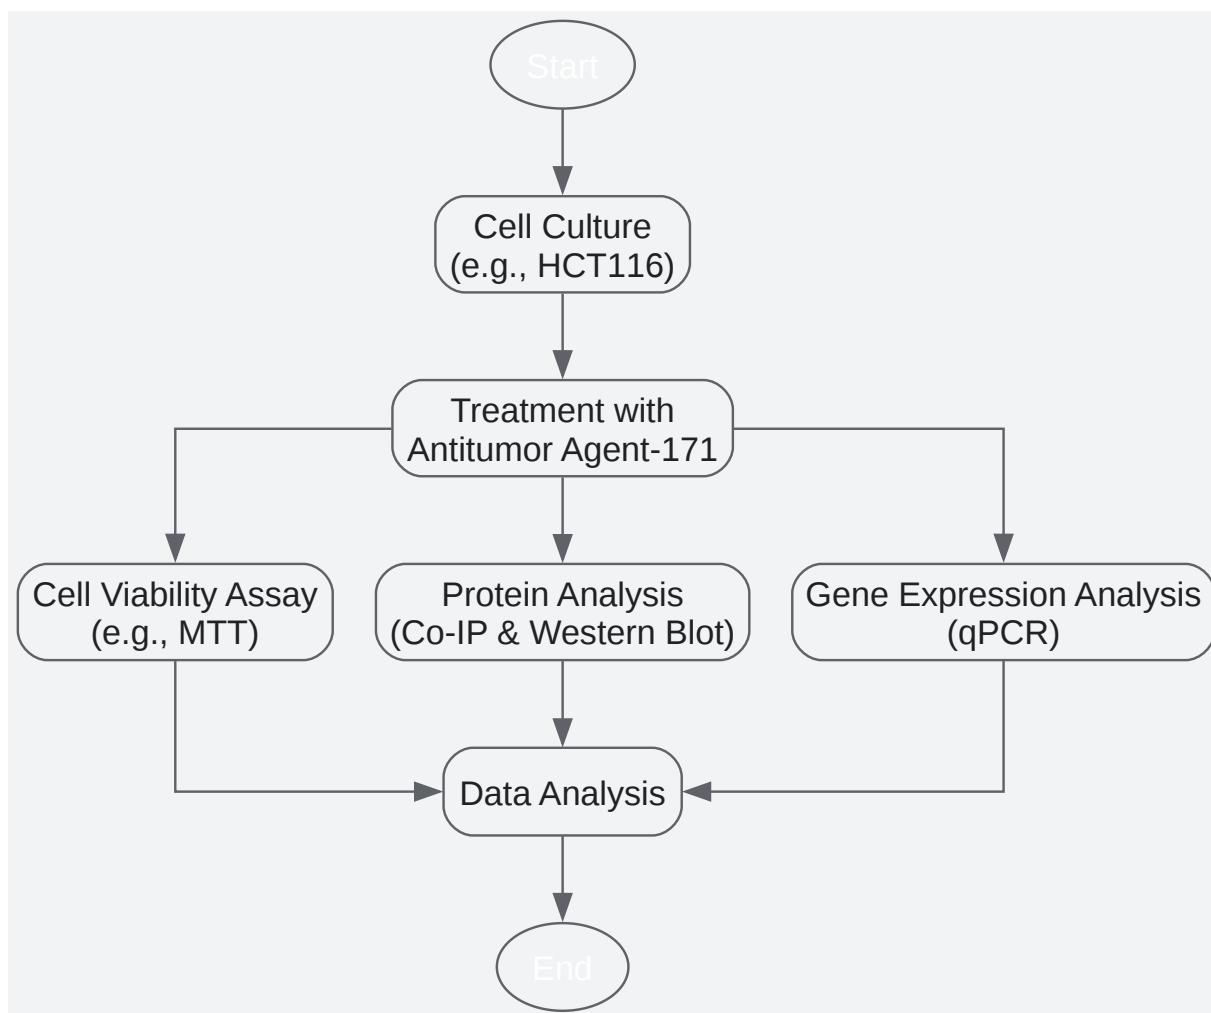 Start
Cell Culture
(e.g., HCT116)
Treatment with
Antitumor Agent-171
Cell Viability Assay
(e.g., MTT)
Protein Analysis
(Co-IP & Western Blot)
Gene Expression Analysis
(qPCR)
Data Analysis
End